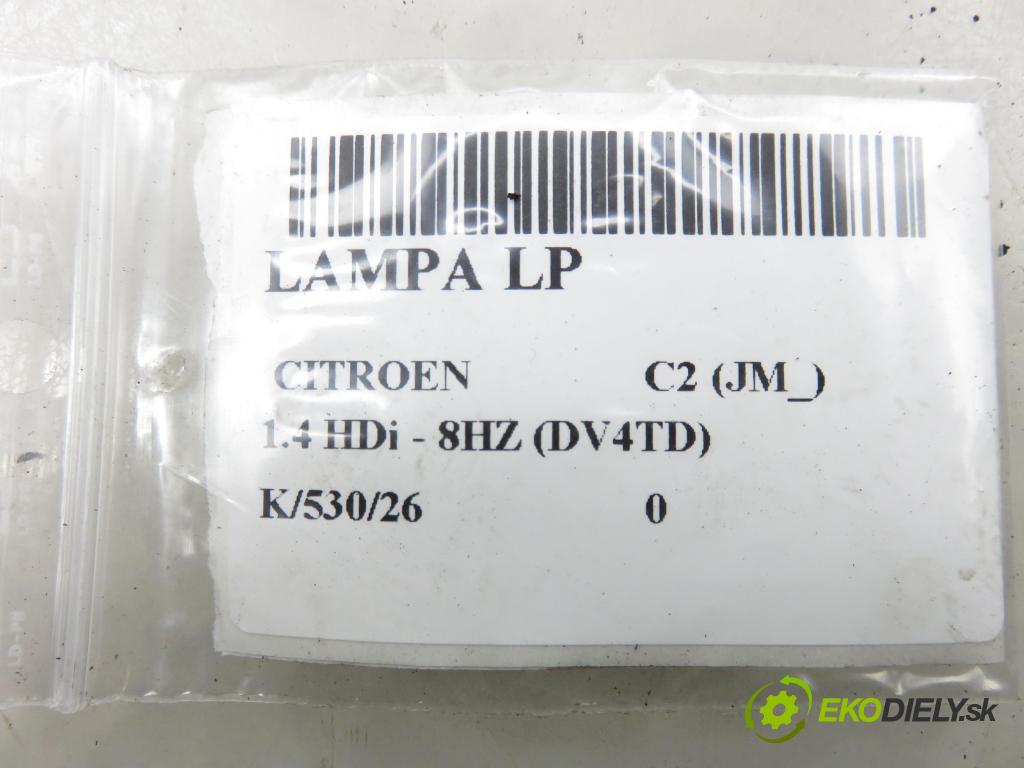 LAMPA LP
CITROEN C2 (JM_)
1.4 HDi - 8HZ (DV4TD)
K/530/26 0
EKODIELY.sk